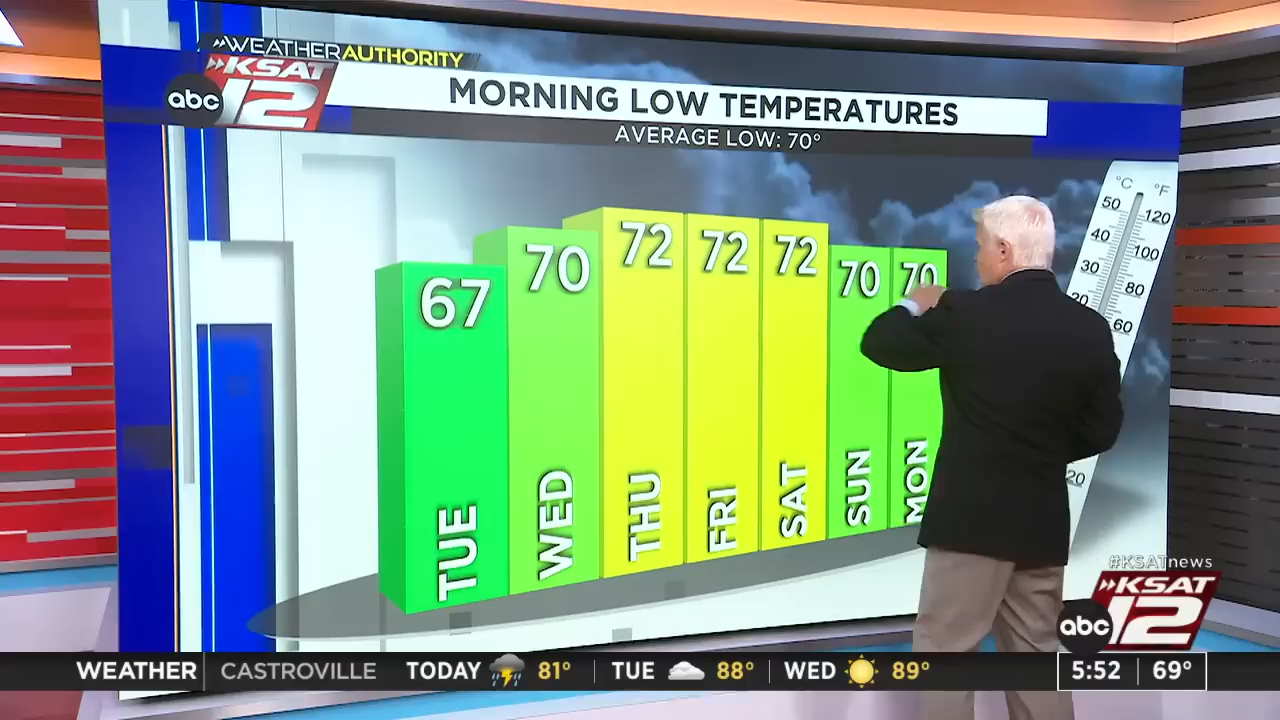 WEATHER AUTHORITY
KSAT
abc 12
MORNING LOW TEMPERATURES
AVERAGE LOW: 70°
67 70 72 72 72 70 70
TUE WED THU FRI SAT SUN MON
°C °F
50 120
40 100
30 80
20 60
20
#KSATnews
KSAT
abc 12
WEATHER CASTROVILLE TODAY 81° TUE 88° WED 89° 5:52 69°